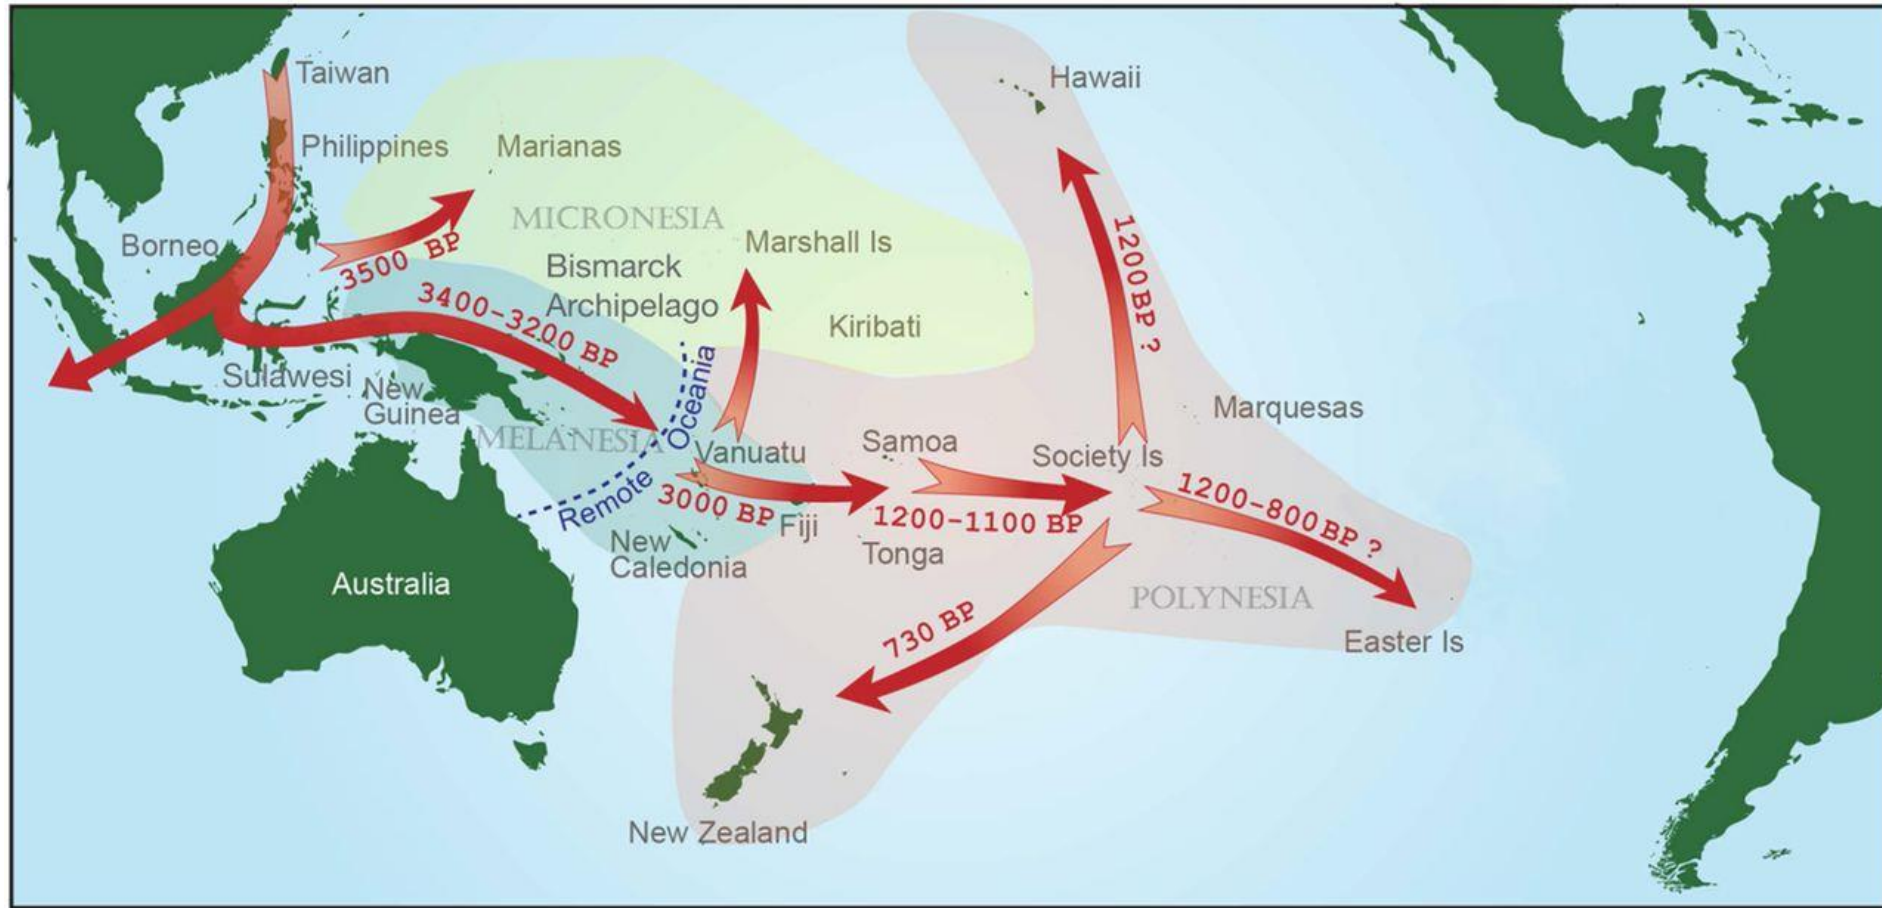 Taiwan
Hawaii
Philippines
Marianas
MICRONESIA
Borneo
Marshall Is
3500 BP
Bismarck
Archipelago
3400-3200 BP
1200BP ?
Kiribati
Sulawesi
New
Guinea
Oceania
Remote
MELANESIA
Vanuatu
Samoa
Society Is
Marquesas
3000 BP
Fiji
1200-1100 BP
1200-800BP ?
New
Caledonia
Tonga
Australia
POLYNESIA
730 BP
Easter Is
New Zealand